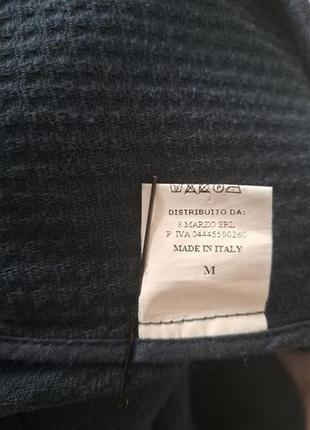 DISTRIBUITO DA:
8 MARZO SRL
P IVA 04445590260
MADE IN ITALY
M